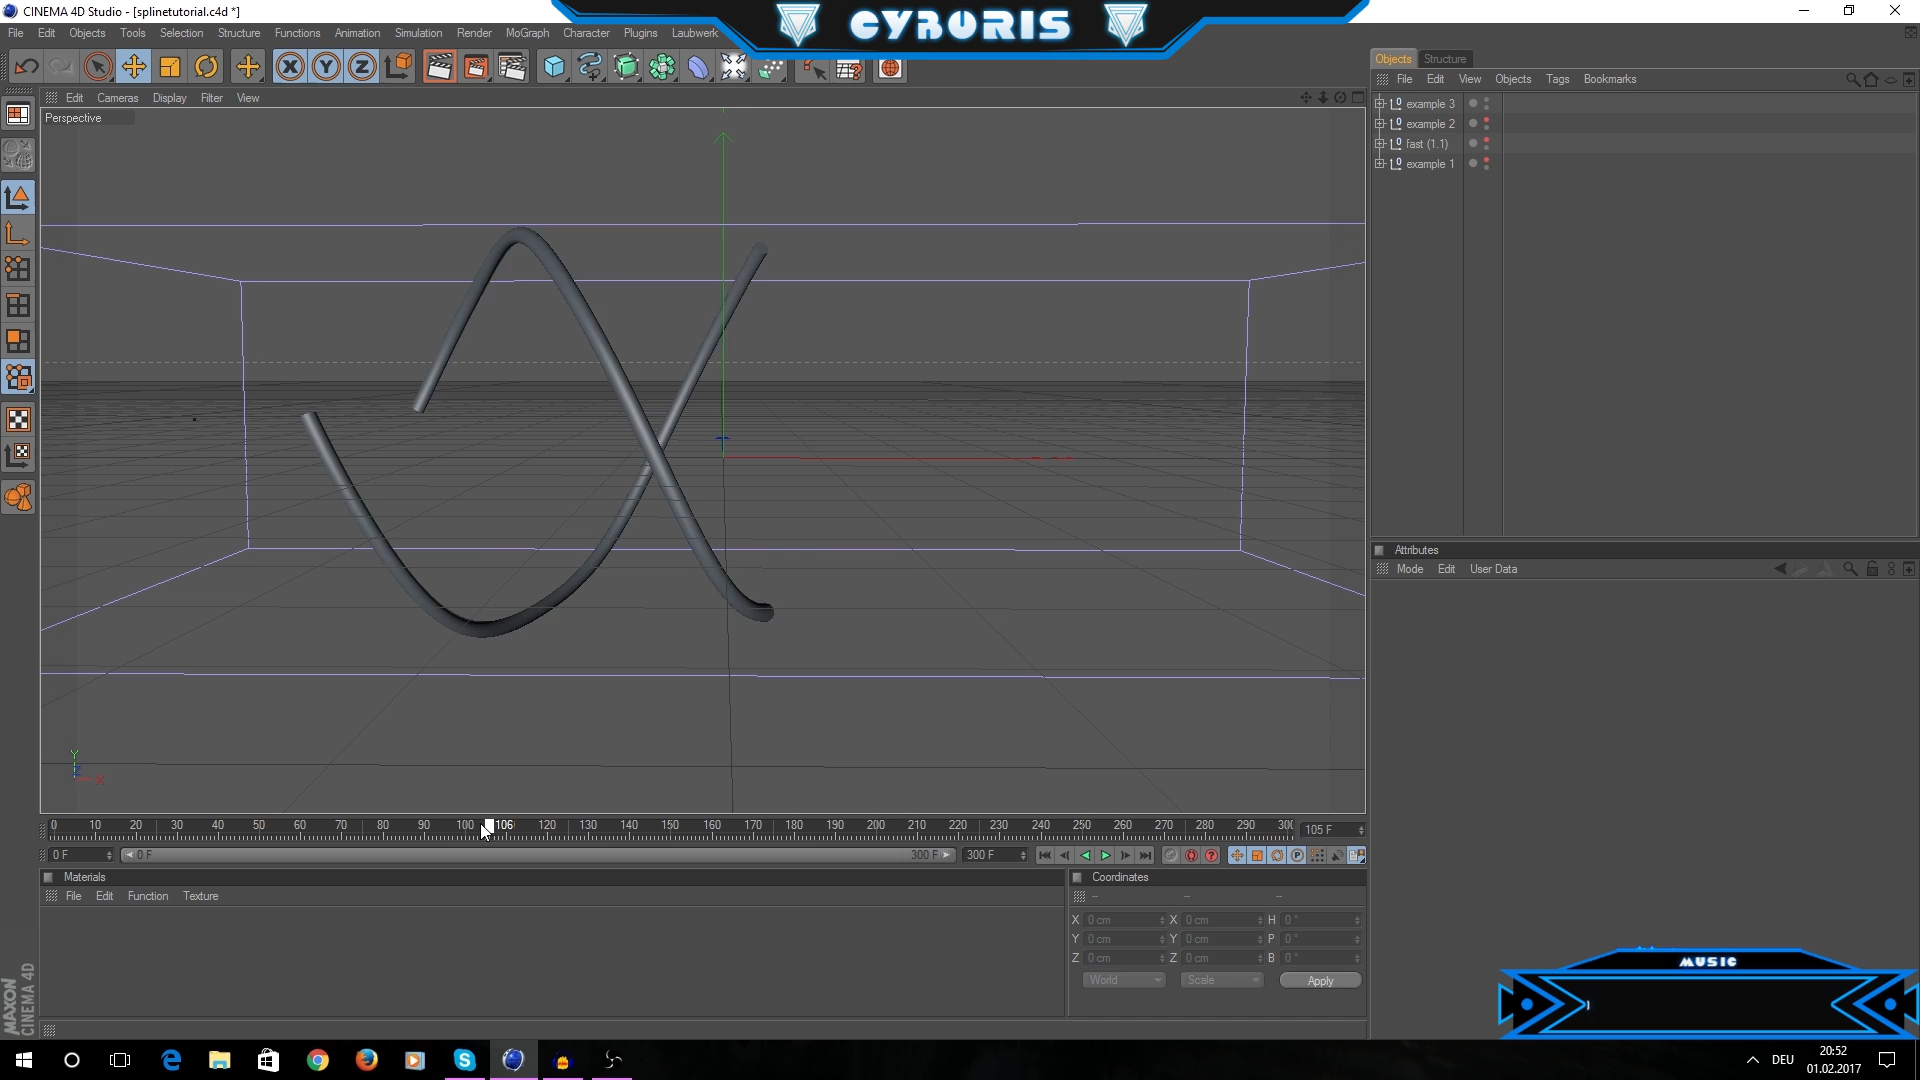 CINEMA 4D Studio - [splinetutorial.c4d *]
CYBORIS
File Edit Objects Tools Selection Structure Functions Animation Simulation Render MoGraph Character Plugins Laubwerk
X Y Z
Objects Structure
File Edit View Objects Tags Bookmarks
Edit Cameras Display Filter View
Perspective
example 3
example 2
fast (1.1)
example 1
Attributes
Mode Edit User Data
Y
X
0 10 20 30 40 50 60 70 80 90 100 106 120 130 140 150 160 170 180 190 200 210 220 230 240 250 260 270 280 290 300
105 F
0 F 0 F 300 F 300 F
Materials
File Edit Function Texture
Coordinates
-- -- --
X 0 cm X 0 cm H 0 °
Y 0 cm Y 0 cm P 0 °
Z 0 cm Z 0 cm B 0 °
World Scale Apply
MAXON
CINEMA 4D
MUSIC
DEU
20:52
01.02.2017